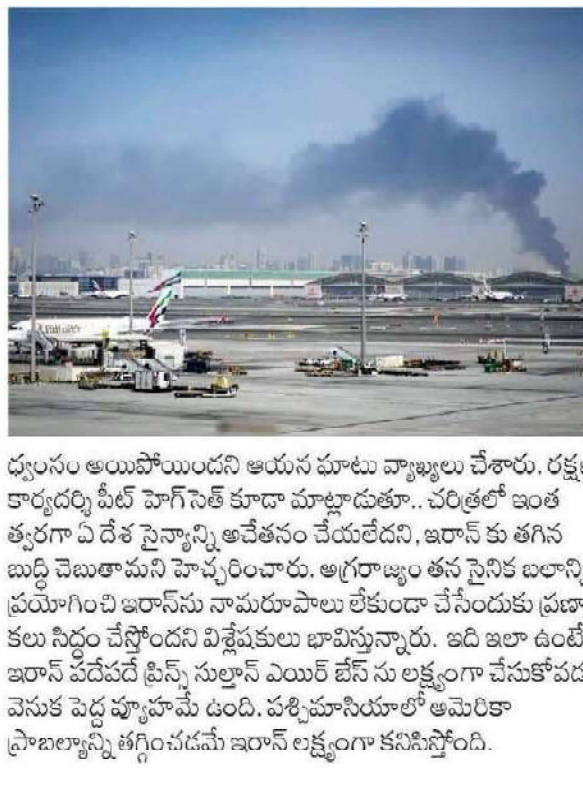 ధ్వంసం అయిపోయిందని ఆయన ఘాటు వ్యాఖ్యలు చేశారు. రక్షణ
కార్యదర్శి పీట్ హెగ్‌సెత్ కూడా మాట్లాడుతూ.. చరిత్రలో ఇంత
త్వరగా ఏ దేశ సైన్యాన్ని అచేతనం చేయలేదని, ఇరాన్ కు తగిన
బుద్ధి చెబుతామని హెచ్చరించారు. అగ్రరాజ్యం తన సైనిక బలాన్ని
ప్రయోగించి ఇరాన్‌ను నామరూపాలు లేకుండా చేసేందుకు ప్రణా
కలు సిద్ధం చేస్తోందని విశ్లేషకులు భావిస్తున్నారు. ఇది ఇలా ఉంటే
ఇరాన్ పదేపదే ప్రిన్స్ సుల్తాన్ ఎయిర్ బేస్ ను లక్ష్యంగా చేసుకోవడ
వెనుక పెద్ద వ్యూహమే ఉంది. పశ్చిమాసియాలో అమెరికా
ప్రాబల్యాన్ని తగ్గించడమే ఇరాన్ లక్ష్యంగా కనిపిస్తోంది.